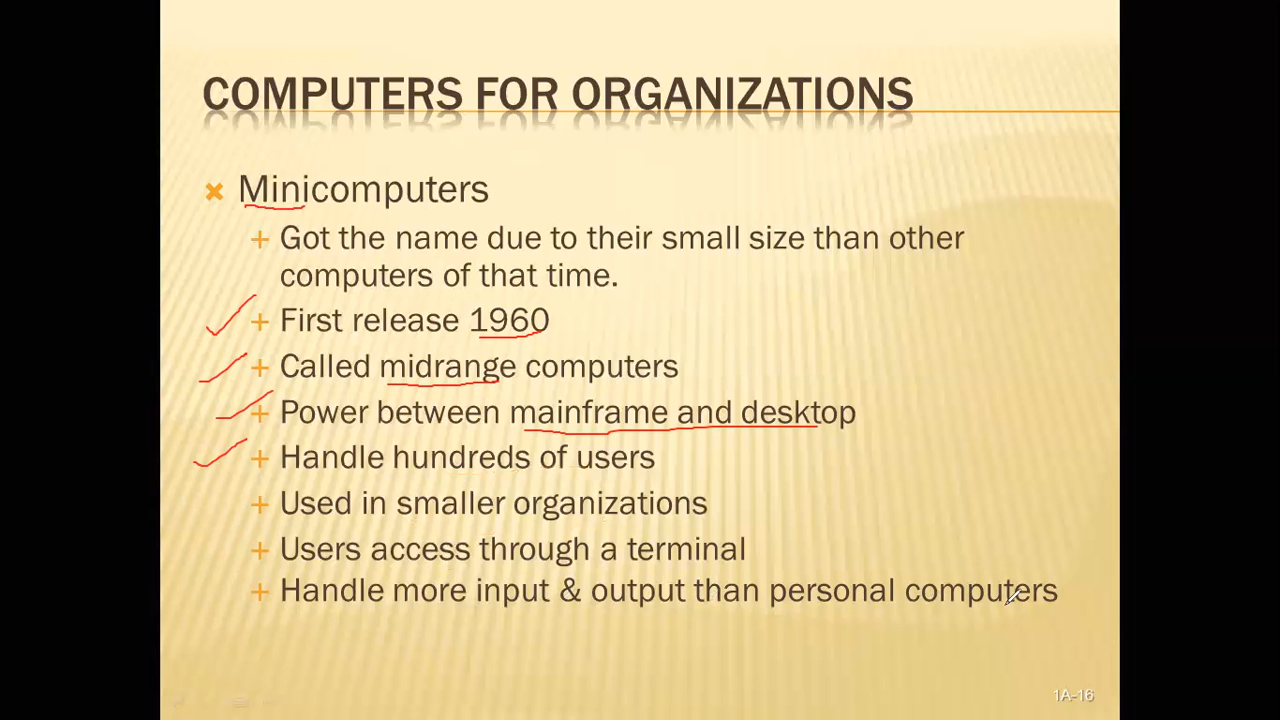 COMPUTERS FOR ORGANIZATIONS
Minicomputers
Got the name due to their small size than other
computers of that time.
First release 1960
Called midrange computers
Power between mainframe and desktop
Handle hundreds of users
Used in smaller organizations
Users access through a terminal
Handle more input & output than personal computers
1A-16